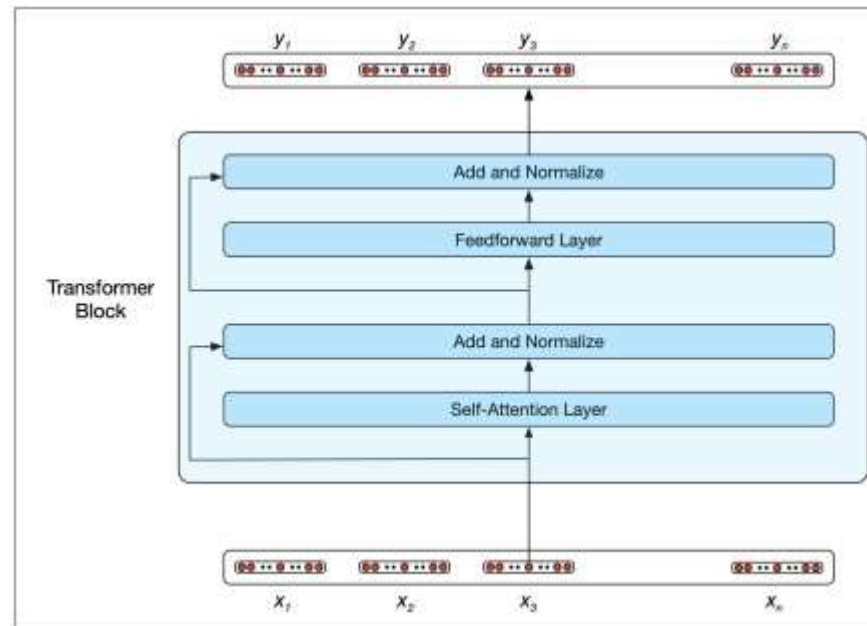 y₁ y₂ y₃ yₙ
Add and Normalize
Feedforward Layer
Transformer
Block
Add and Normalize
Self-Attention Layer
x₁ x₂ x₃ xₙ